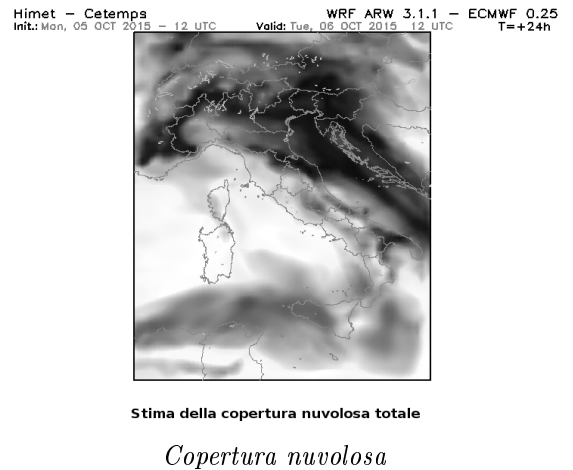 Himet – Cetemps WRF ARW 3.1.1 – ECMWF 0.25
Init.: Mon, 05 OCT 2015 – 12 UTC Valid: Tue, 06 OCT 2015 12 UTC T=+24h
Stima della copertura nuvolosa totale
Copertura nuvolosa